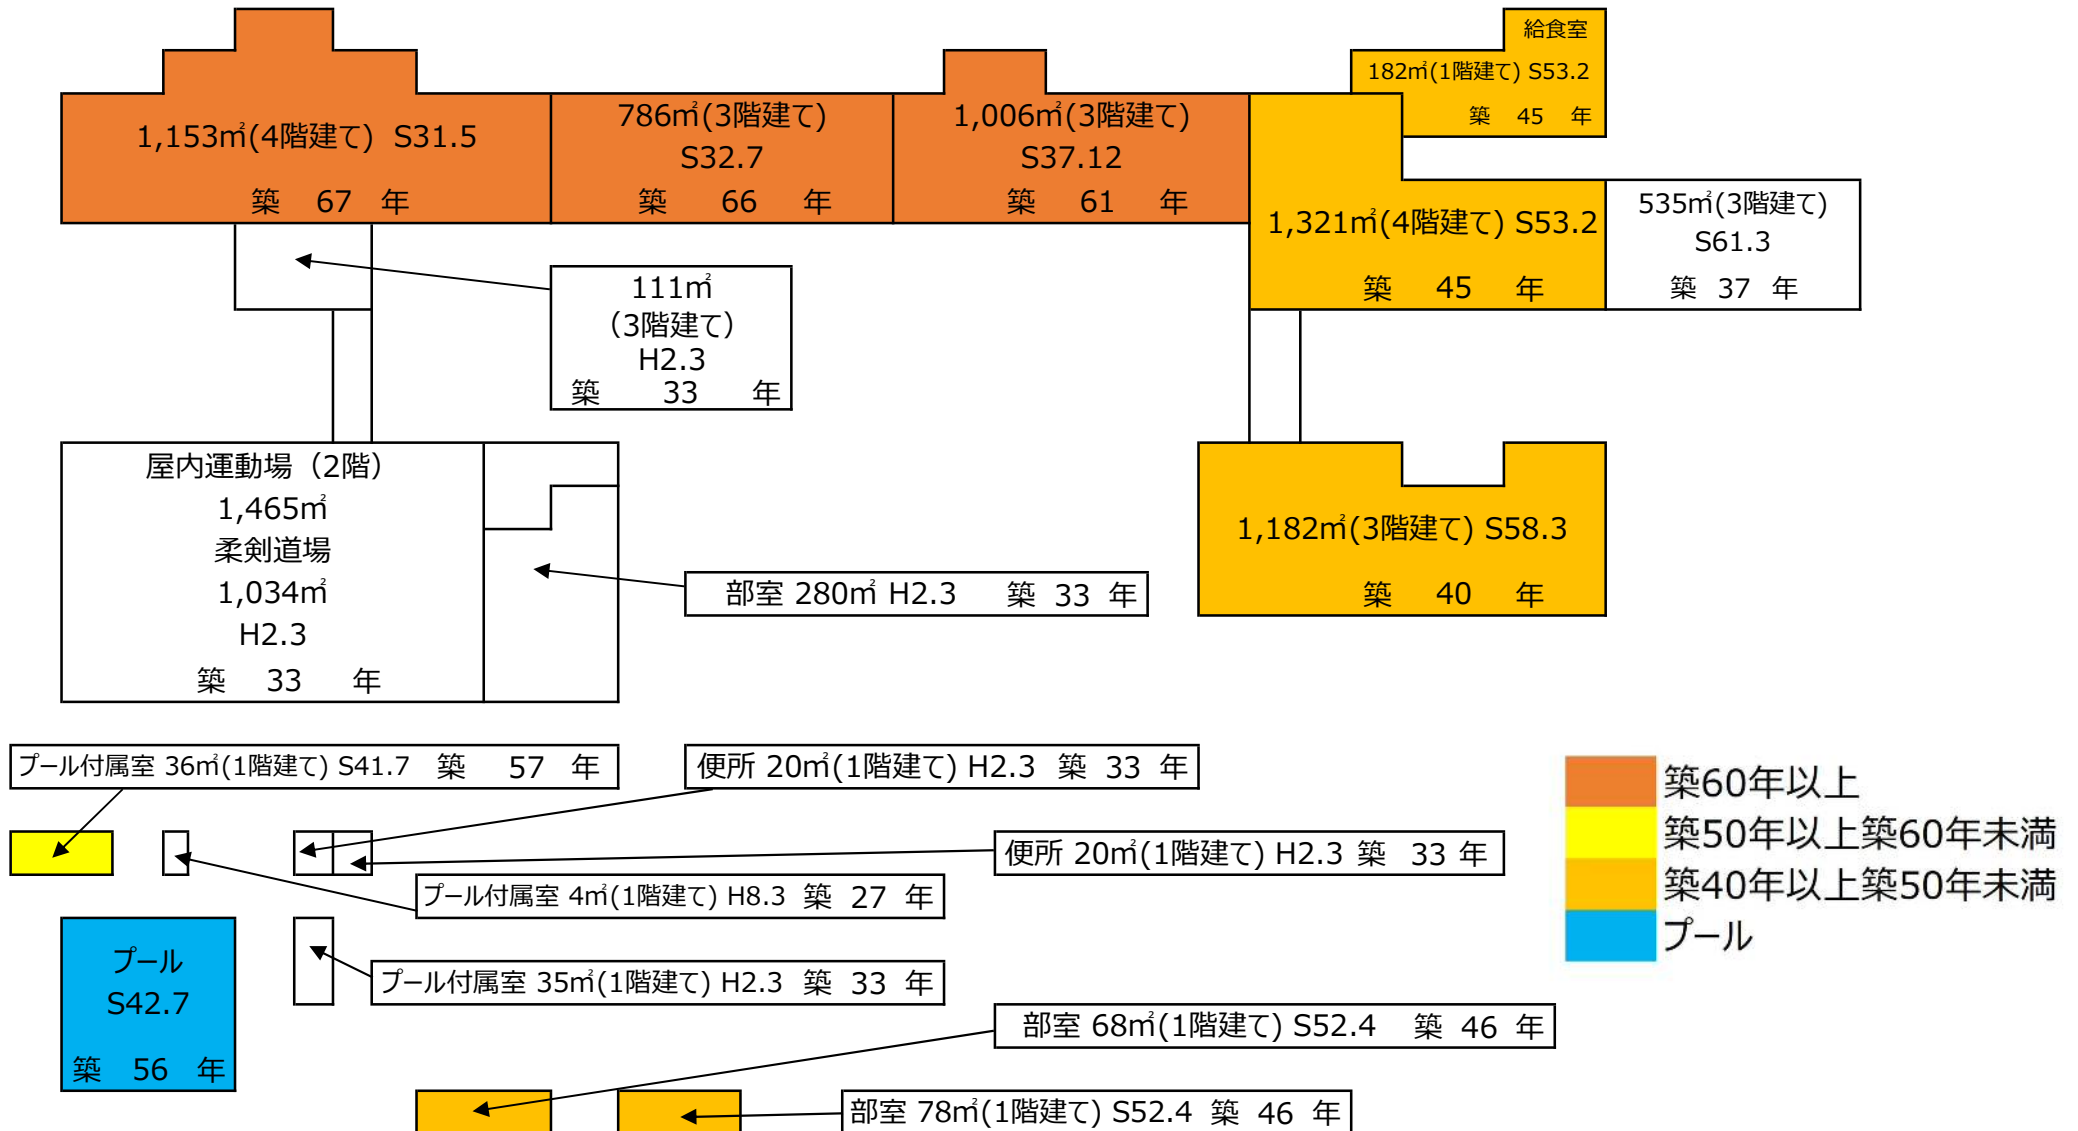 給食室
182㎡(1階建て) S53.2
築 45 年
1,153㎡(4階建て) S31.5
築 67 年
786㎡(3階建て)
S32.7
築 66 年
1,006㎡(3階建て)
S37.12
築 61 年
1,321㎡(4階建て) S53.2
築 45 年
535㎡(3階建て)
S61.3
築 37 年
111㎡
(3階建て)
H2.3
築 33 年
屋内運動場(2階)
1,465㎡
柔剣道場
1,034㎡
H2.3
築 33 年
部室 280㎡ H2.3 築 33 年
1,182㎡(3階建て) S58.3
築 40 年
プール付属室 36㎡(1階建て) S41.7 築 57 年
便所 20㎡(1階建て) H2.3 築 33 年
便所 20㎡(1階建て) H2.3 築 33 年
プール付属室 4㎡(1階建て) H8.3 築 27 年
プール
S42.7
築 56 年
プール付属室 35㎡(1階建て) H2.3 築 33 年
部室 68㎡(1階建て) S52.4 築 46 年
部室 78㎡(1階建て) S52.4 築 46 年
築60年以上
築50年以上築60年未満
築40年以上築50年未満
プール